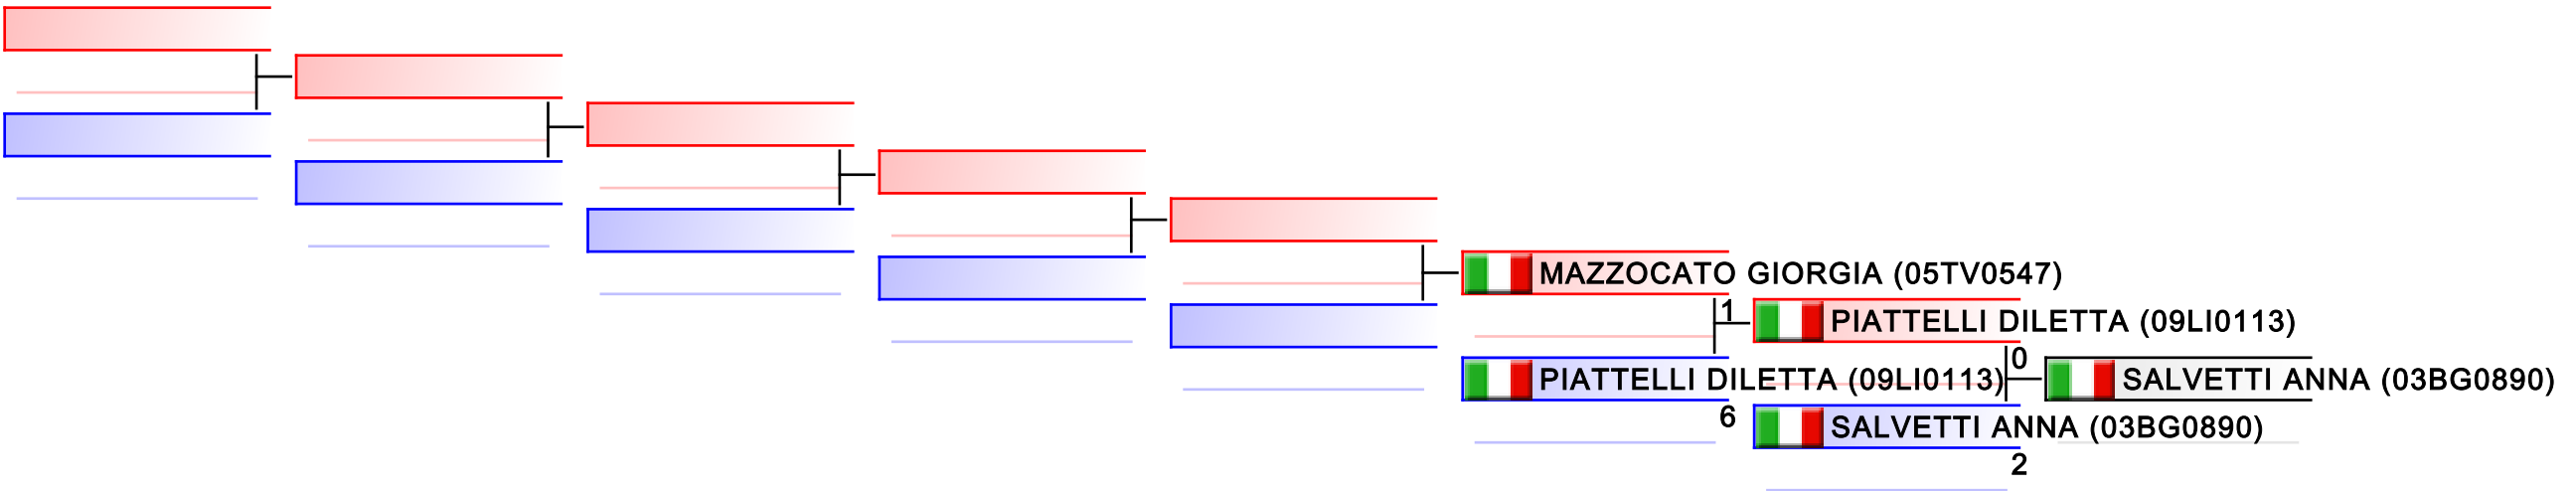 MAZZOCATO GIORGIA (05TV0547)
1
PIATTELLI DILETTA (09LI0113)
0
PIATTELLI DILETTA (09LI0113)
SALVETTI ANNA (03BG0890)
6
SALVETTI ANNA (03BG0890)
2